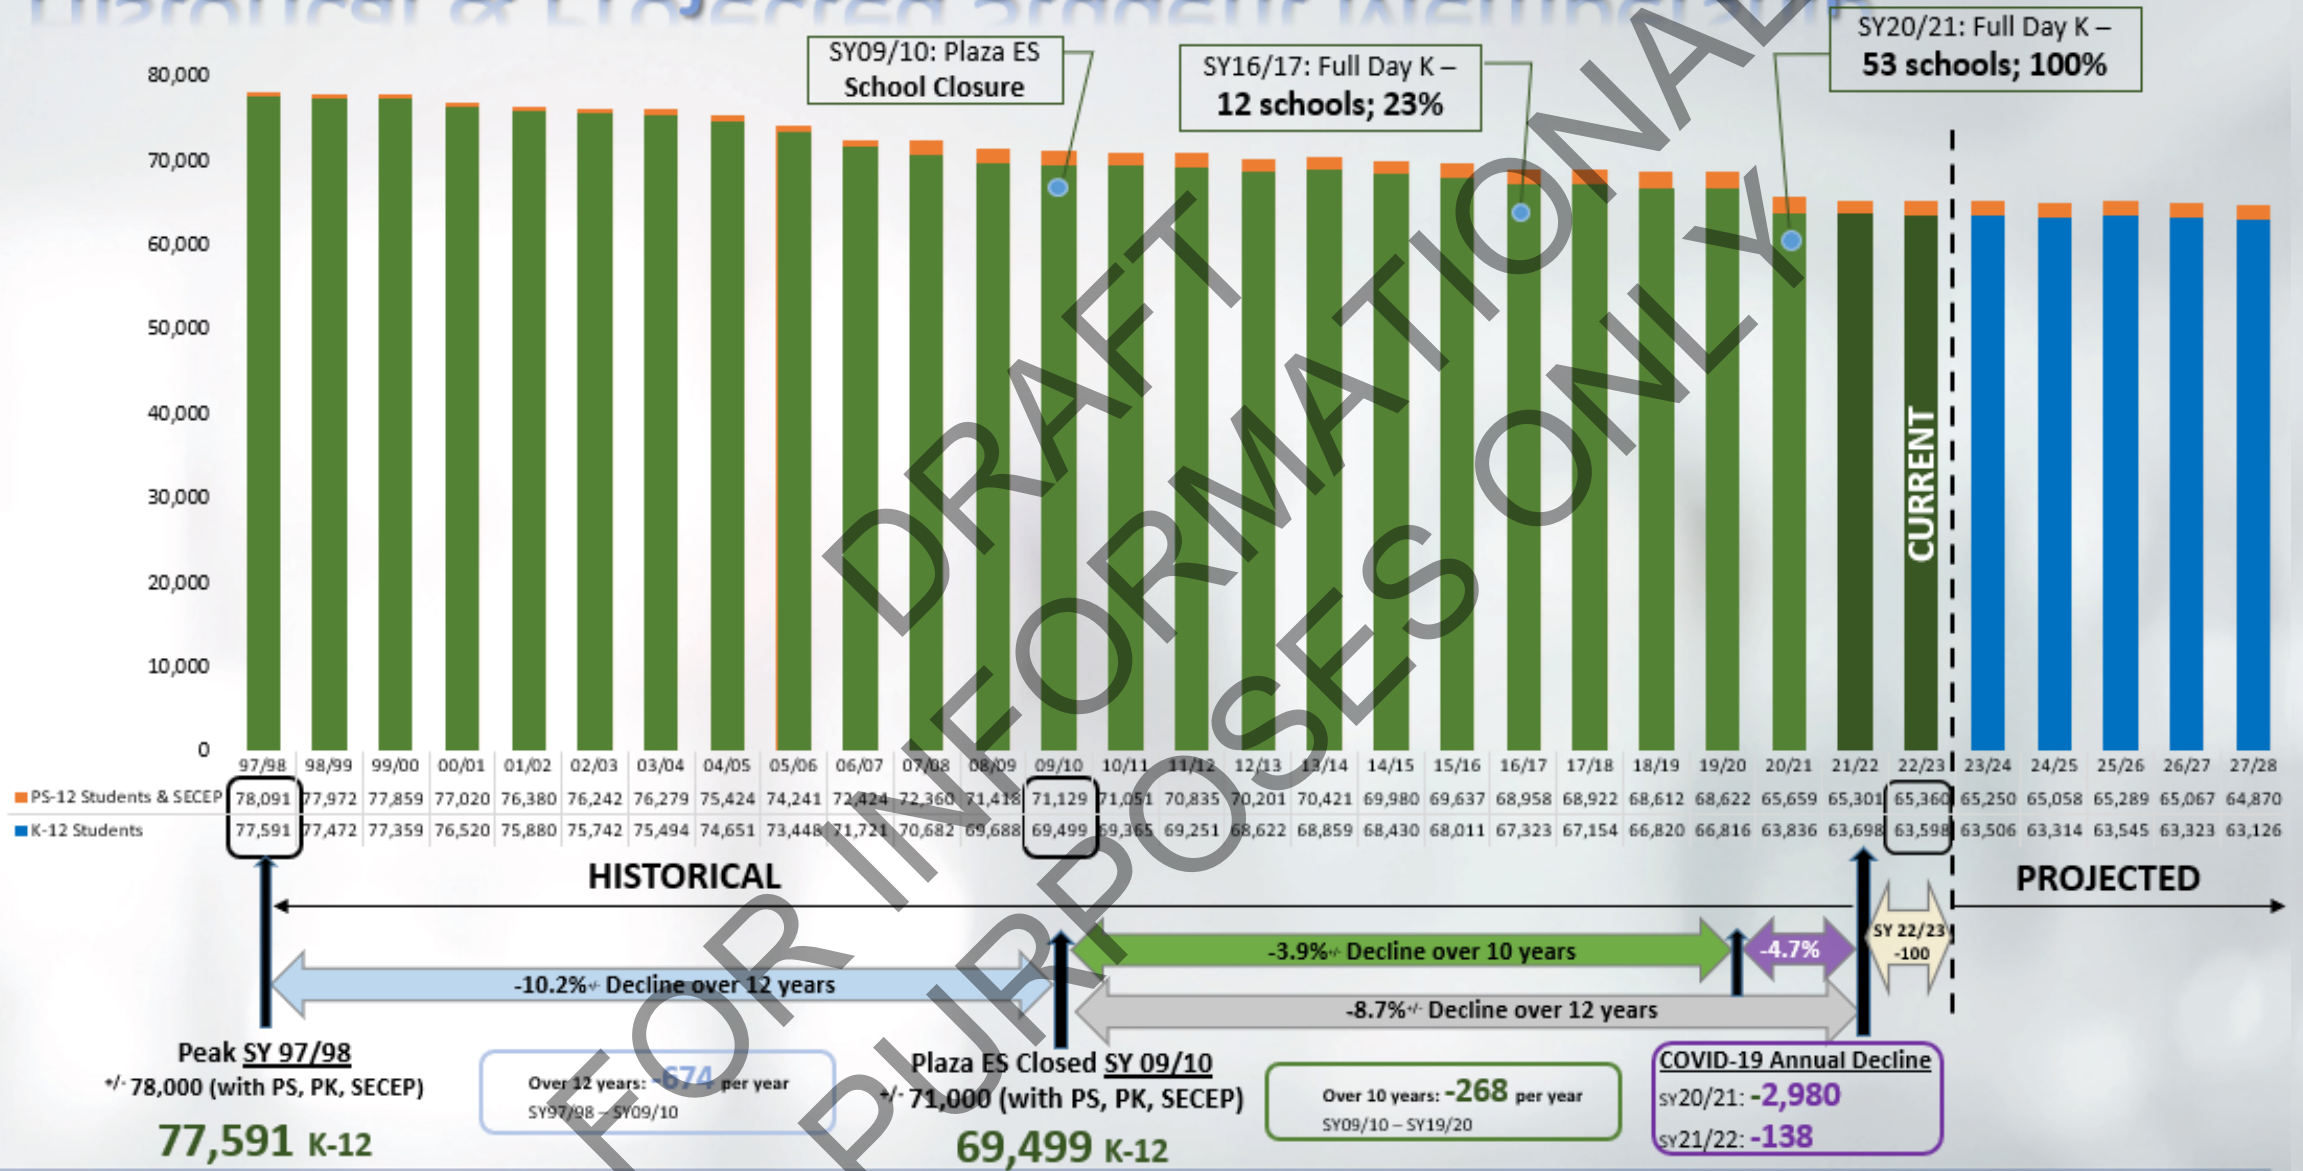 Historical & Projected Student Membership
SY09/10: Plaza ES
School Closure
SY16/17: Full Day K –
12 schools; 23%
SY20/21: Full Day K –
53 schools; 100%
80,000
70,000
60,000
50,000
40,000
30,000
20,000
10,000
0
CURRENT
DRAFT
FOR INFORMATIONAL
PURPOSES ONLY
97/98 98/99 99/00 00/01 01/02 02/03 03/04 04/05 05/06 06/07 07/08 08/09 09/10 10/11 11/12 12/13 13/14 14/15 15/16 16/17 17/18 18/19 19/20 20/21 21/22 22/23 23/24 24/25 25/26 26/27 27/28
PS-12 Students & SECEP 78,091 77,972 77,859 77,020 76,380 76,242 76,279 75,424 74,241 72,424 72,360 71,418 71,129 71,051 70,835 70,201 70,421 69,980 69,637 68,958 68,922 68,612 68,622 65,659 65,301 65,360 65,250 65,058 65,289 65,067 64,870
K-12 Students 77,591 77,472 77,359 76,520 75,880 75,742 75,494 74,651 73,448 71,721 70,682 69,688 69,499 69,365 69,251 68,622 68,859 68,430 68,011 67,323 67,154 66,820 66,816 63,836 63,698 63,598 63,506 63,314 63,545 63,323 63,126
HISTORICAL
PROJECTED
-10.2%+/- Decline over 12 years
-3.9%+/- Decline over 10 years
-4.7%
SY 22/23
-100
-8.7%+/- Decline over 12 years
Peak SY 97/98
+/- 78,000 (with PS, PK, SECEP)
77,591 K-12
Over 12 years: -674 per year
SY97/98 – SY09/10
Plaza ES Closed SY 09/10
+/- 71,000 (with PS, PK, SECEP)
69,499 K-12
Over 10 years: -268 per year
SY09/10 – SY19/20
COVID-19 Annual Decline
SY20/21: -2,980
SY21/22: -138